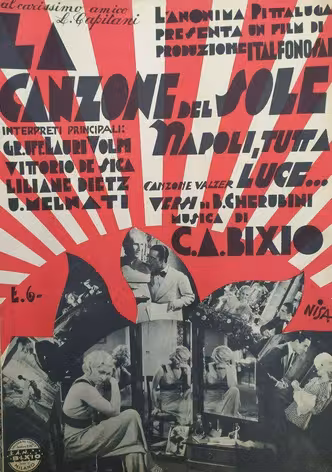 al carissimo amico
L. Capitani
L'ANONIMA PITTALUGA
PRESENTA UN FILM DI
PRODUZIONE ITALFONOSAP
LA
CANZONE DEL SOLE
INTERPRETI PRINCIPALI:
GR. UFF. LAURI VOLPI
VITTORIO DE SICA
LILIANE DIETZ
U. MELNATI
NAPOLI, TUTTA
LUCE...
CANZONE VALZER
VERSI DI B. CHERUBINI
MUSICA DI
C. A. BIXIO
£.6-
NISA
S.A.M.
BIXIO